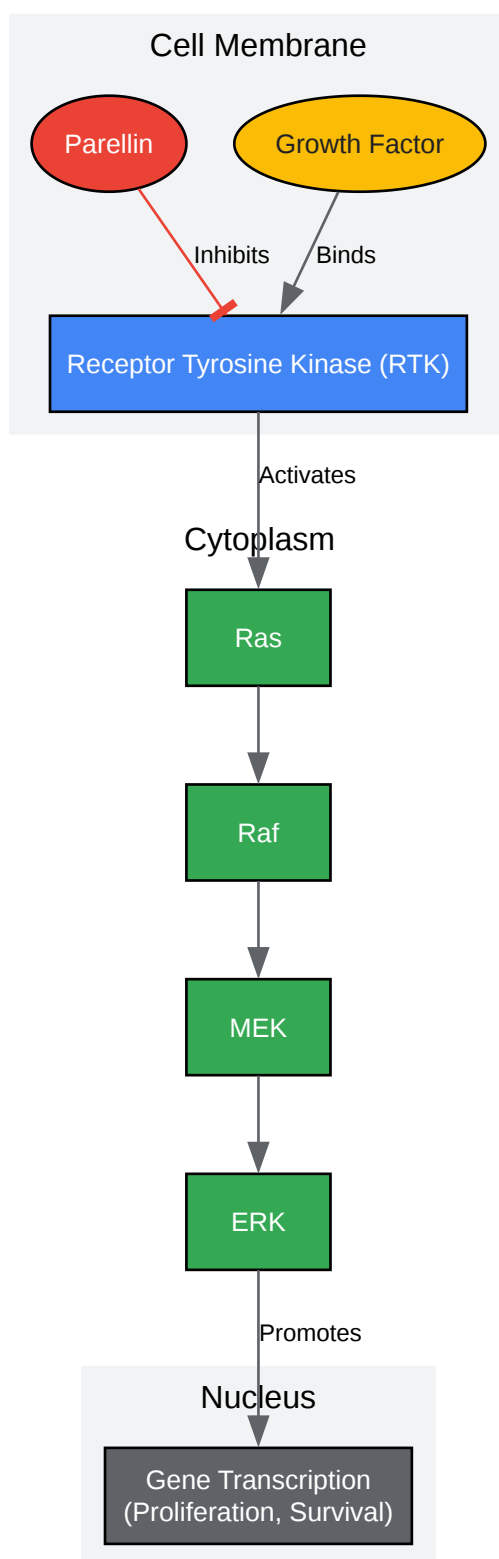 Cell Membrane
Parellin
Growth Factor
Inhibits
Binds
Receptor Tyrosine Kinase (RTK)
Activates
Cytoplasm
Ras
Raf
MEK
ERK
Promotes
Nucleus
Gene Transcription
(Proliferation, Survival)